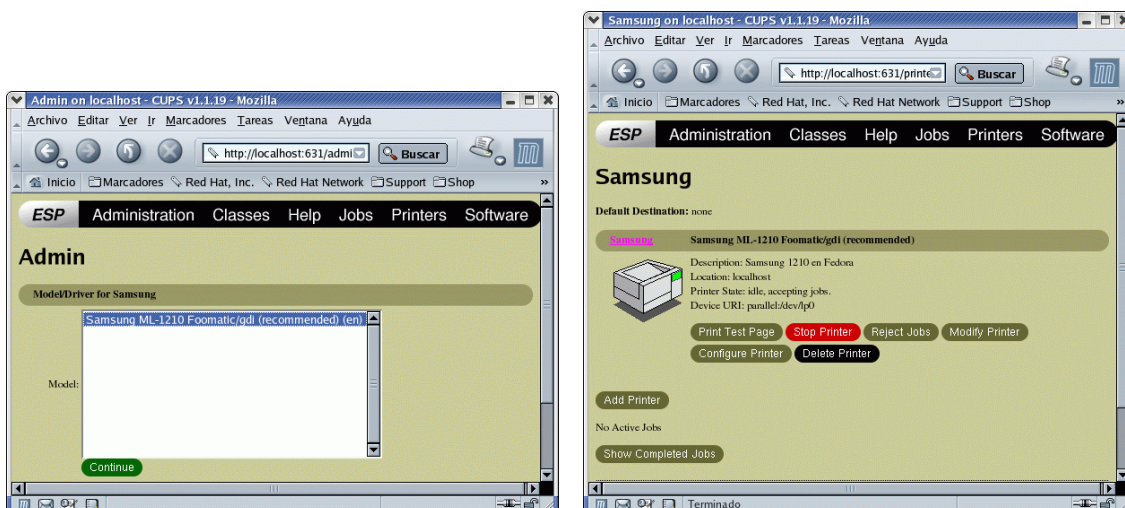 Admin on localhost - CUPS v1.1.19 - Mozilla
Archivo Editar Ver Ir Marcadores Tareas Ventana Ayuda
http://localhost:631/admi
Buscar
Inicio Marcadores Red Hat, Inc. Red Hat Network Support Shop »
ESP Administration Classes Help Jobs Printers Software
Admin
Model/Driver for Samsung
Samsung ML-1210 Foomatic/gdi (recommended) (en)
Model:
Continue
Samsung on localhost - CUPS v1.1.19 - Mozilla
Archivo Editar Ver Ir Marcadores Tareas Ventana Ayuda
http://localhost:631/printe
Buscar
Inicio Marcadores Red Hat, Inc. Red Hat Network Support Shop »
ESP Administration Classes Help Jobs Printers Software
Samsung
Default Destination: none
Samsung Samsung ML-1210 Foomatic/gdi (recommended)
Description: Samsung 1210 en Fedora
Location: localhost
Printer State: idle, accepting jobs.
Device URI: parallel:/dev/lp0
Print Test Page Stop Printer Reject Jobs Modify Printer
Configure Printer Delete Printer
Add Printer
No Active Jobs
Show Completed Jobs
Terminado